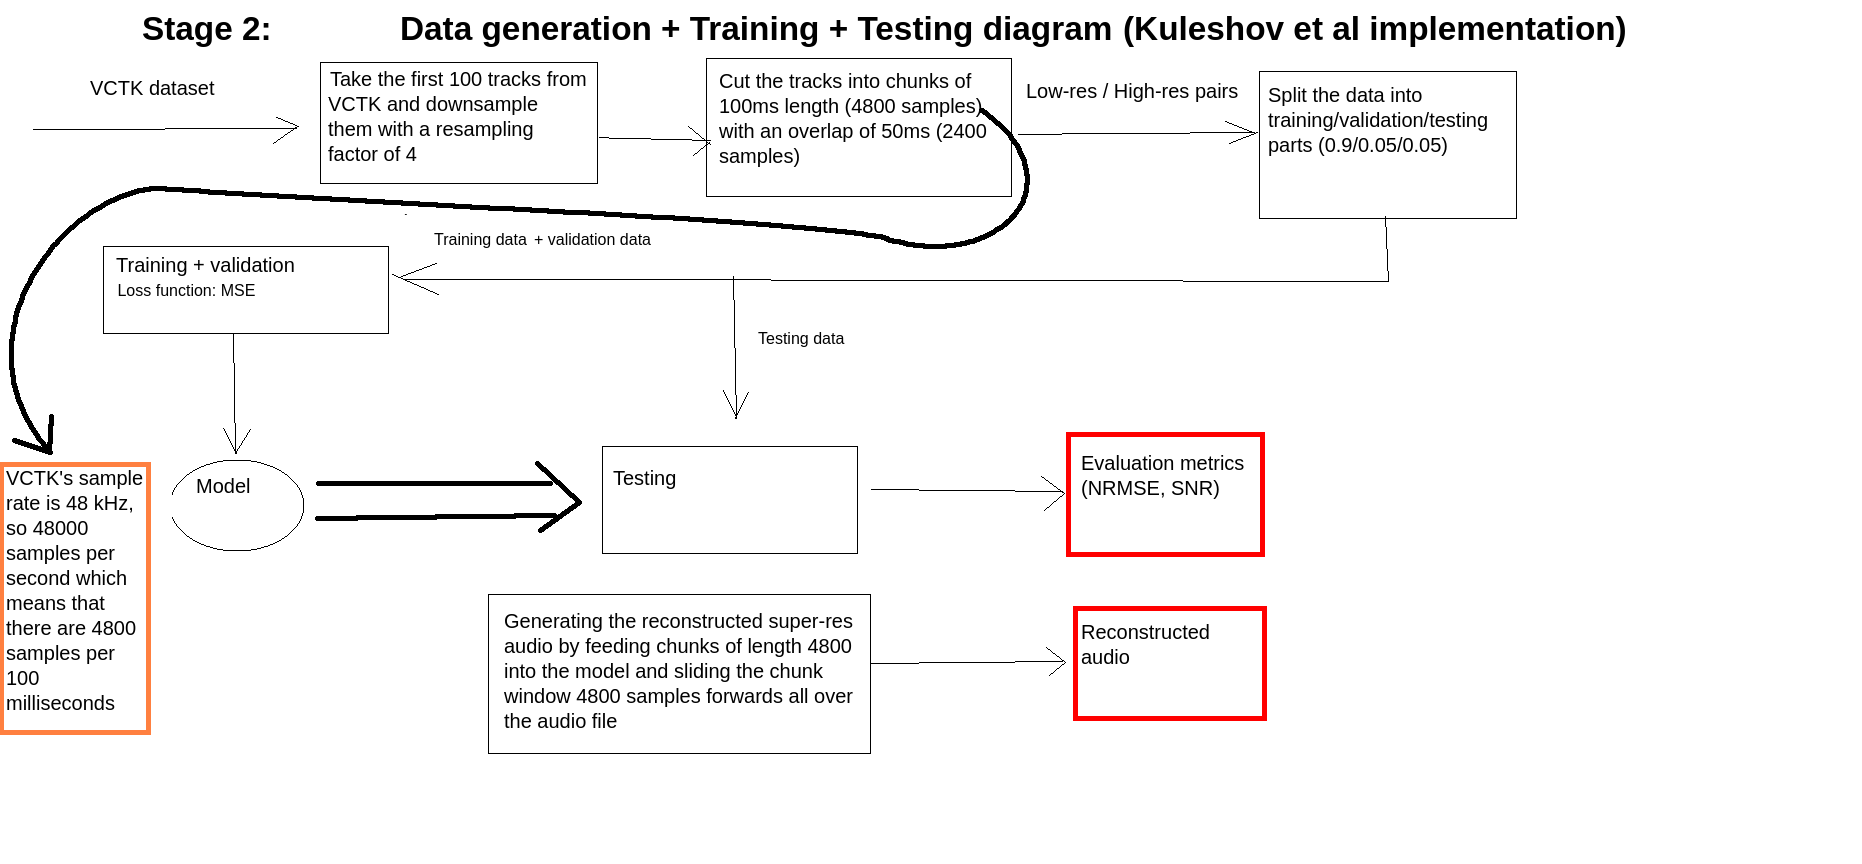 Stage 2:
Data generation + Training + Testing diagram (Kuleshov et al implementation)
VCTK dataset
Take the first 100 tracks from
VCTK and downsample
them with a resampling
factor of 4
Cut the tracks into chunks of
100ms length (4800 samples)
with an overlap of 50ms (2400
samples)
Low-res / High-res pairs
Split the data into
training/validation/testing
parts (0.9/0.05/0.05)
Training data + validation data
Training + validation
Loss function: MSE
Testing data
Model
Testing
Evaluation metrics
(NRMSE, SNR)
VCTK's sample
rate is 48 kHz,
so 48000
samples per
second which
means that
there are 4800
samples per
100
milliseconds
Generating the reconstructed super-res
audio by feeding chunks of length 4800
into the model and sliding the chunk
window 4800 samples forwards all over
the audio file
Reconstructed
audio